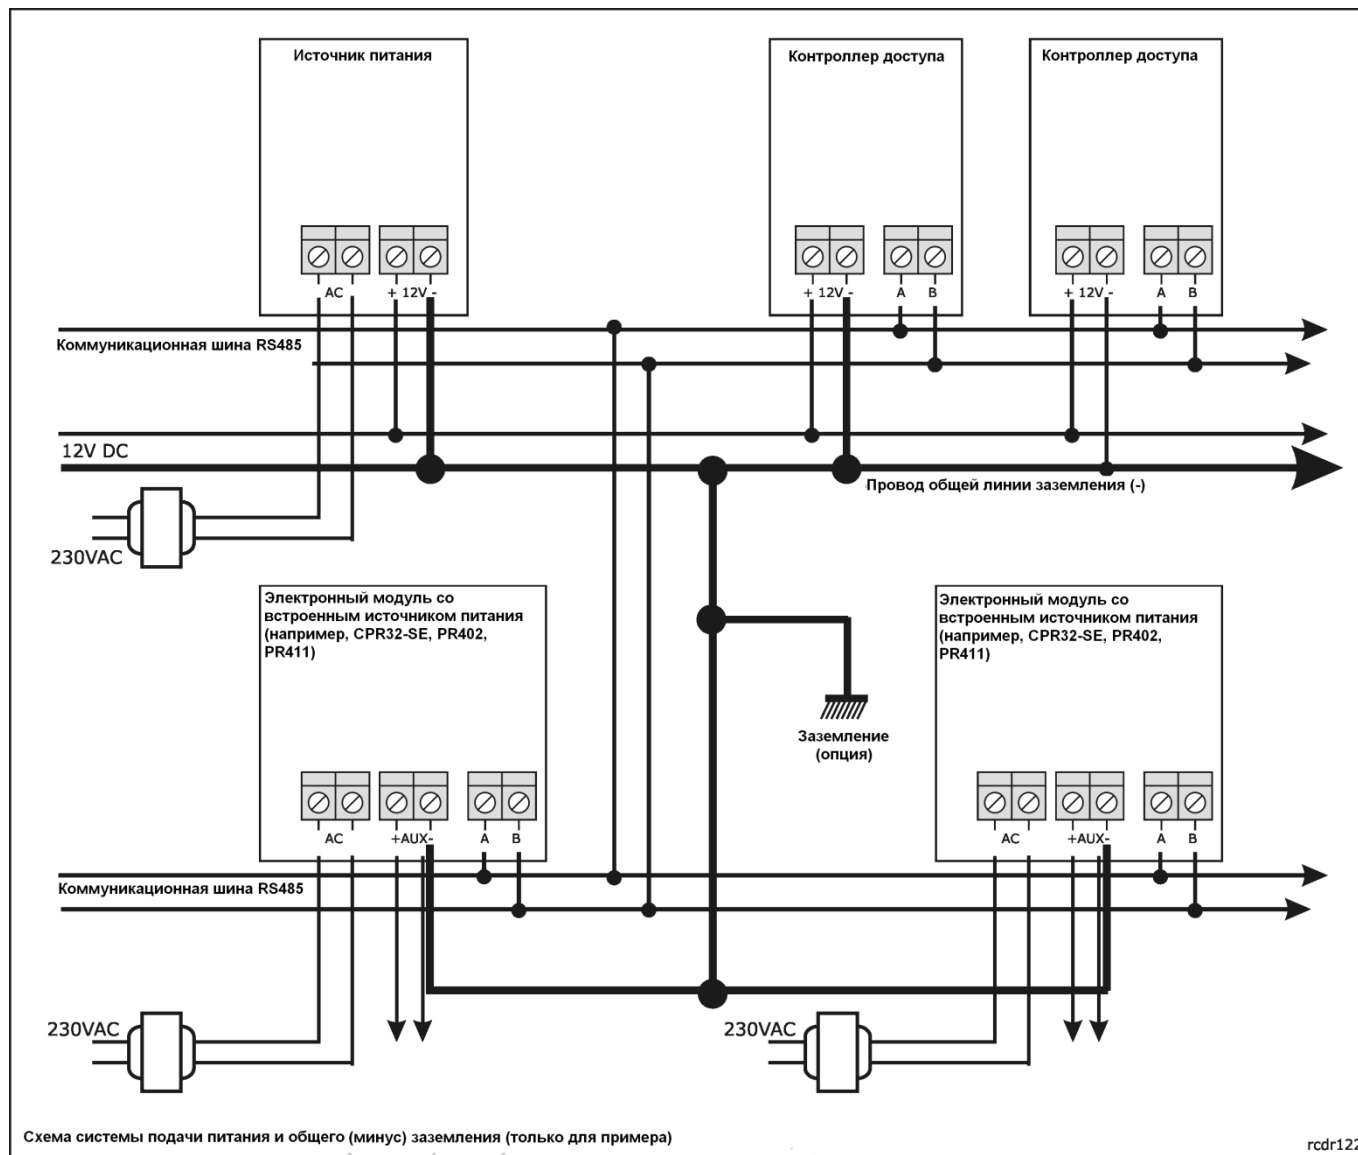 Источник питания
Контроллер доступа
Контроллер доступа
AC
+ 12V -
+ 12V -
A
B
+ 12V -
A
B
Коммуникационная шина RS485
12V DC
Провод общей линии заземления (-)
230VAC
Электронный модуль со
встроенным источником питания
(например, CPR32-SE, PR402,
PR411)
Электронный модуль со
встроенным источником питания
(например, CPR32-SE, PR402,
PR411)
Заземление
(опция)
AC
+AUX-
A
B
AC
+AUX-
A
B
Коммуникационная шина RS485
230VAC
230VAC
Схема системы подачи питания и общего (минус) заземления (только для примера)
rcdr122